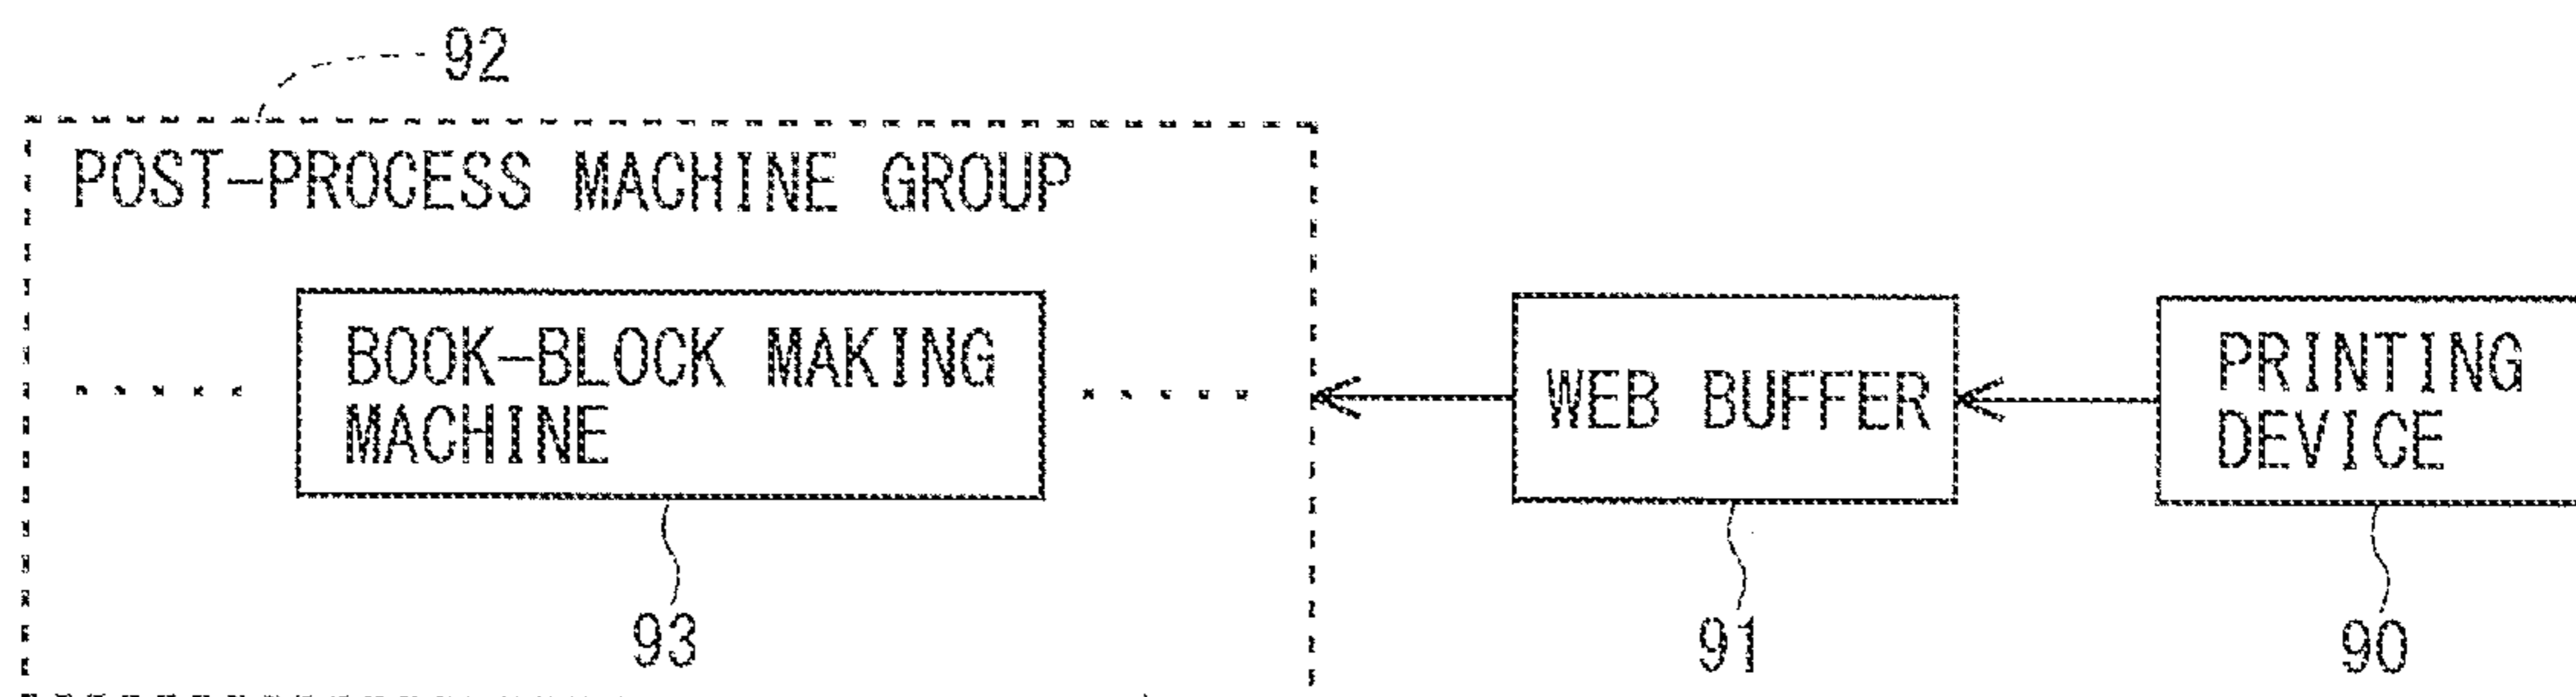 92
POST-PROCESS MACHINE GROUP
BOOK-BLOCK MAKING
MACHINE
WEB BUFFER
PRINTING
DEVICE
93
91
90